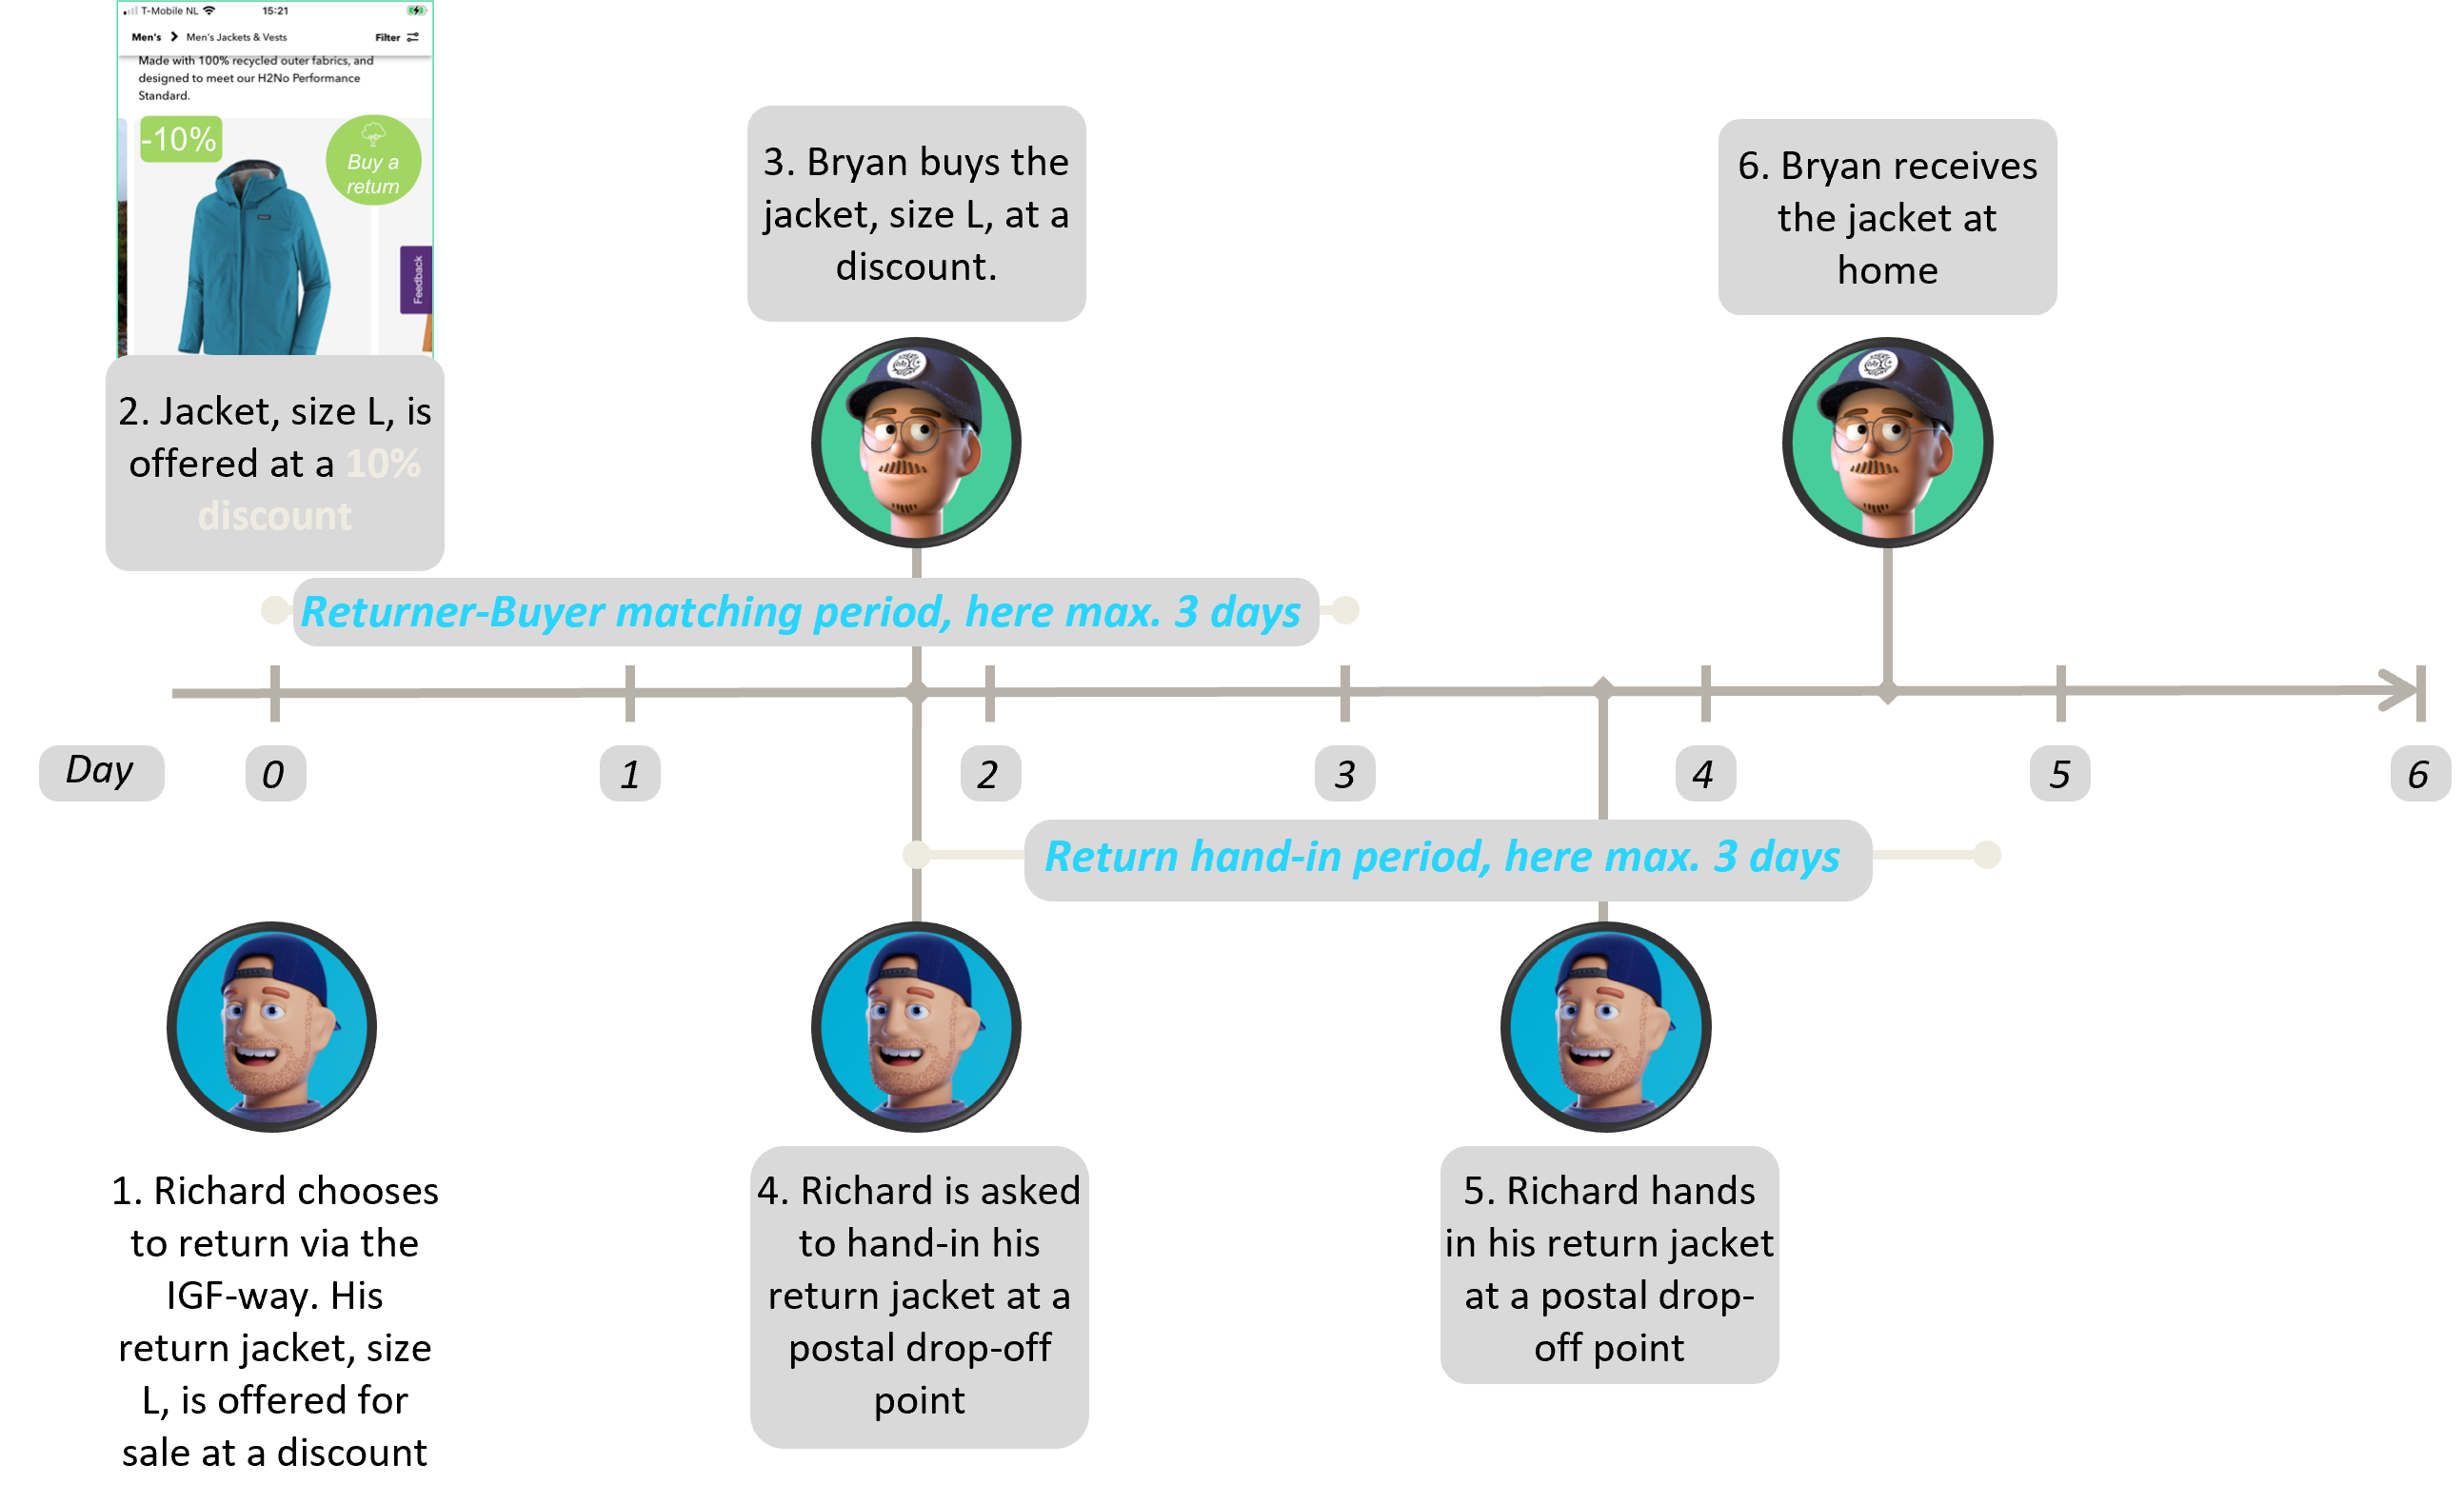 T-Mobile NL 15:21
Men's > Men's Jackets & Vests Filter
Made with 100% recycled outer fabrics, and
designed to meet our H2No Performance
Standard.
-10%
Buy a
return
Feedback
2. Jacket, size L, is
offered at a 10%
discount
3. Bryan buys the
jacket, size L, at a
discount.
6. Bryan receives
the jacket at
home
Returner-Buyer matching period, here max. 3 days
Day 0 1 2 3 4 5 6
Return hand-in period, here max. 3 days
1. Richard chooses
to return via the
IGF-way. His
return jacket, size
L, is offered for
sale at a discount
4. Richard is asked
to hand-in his
return jacket at a
postal drop-off
point
5. Richard hands
in his return jacket
at a postal drop-
off point